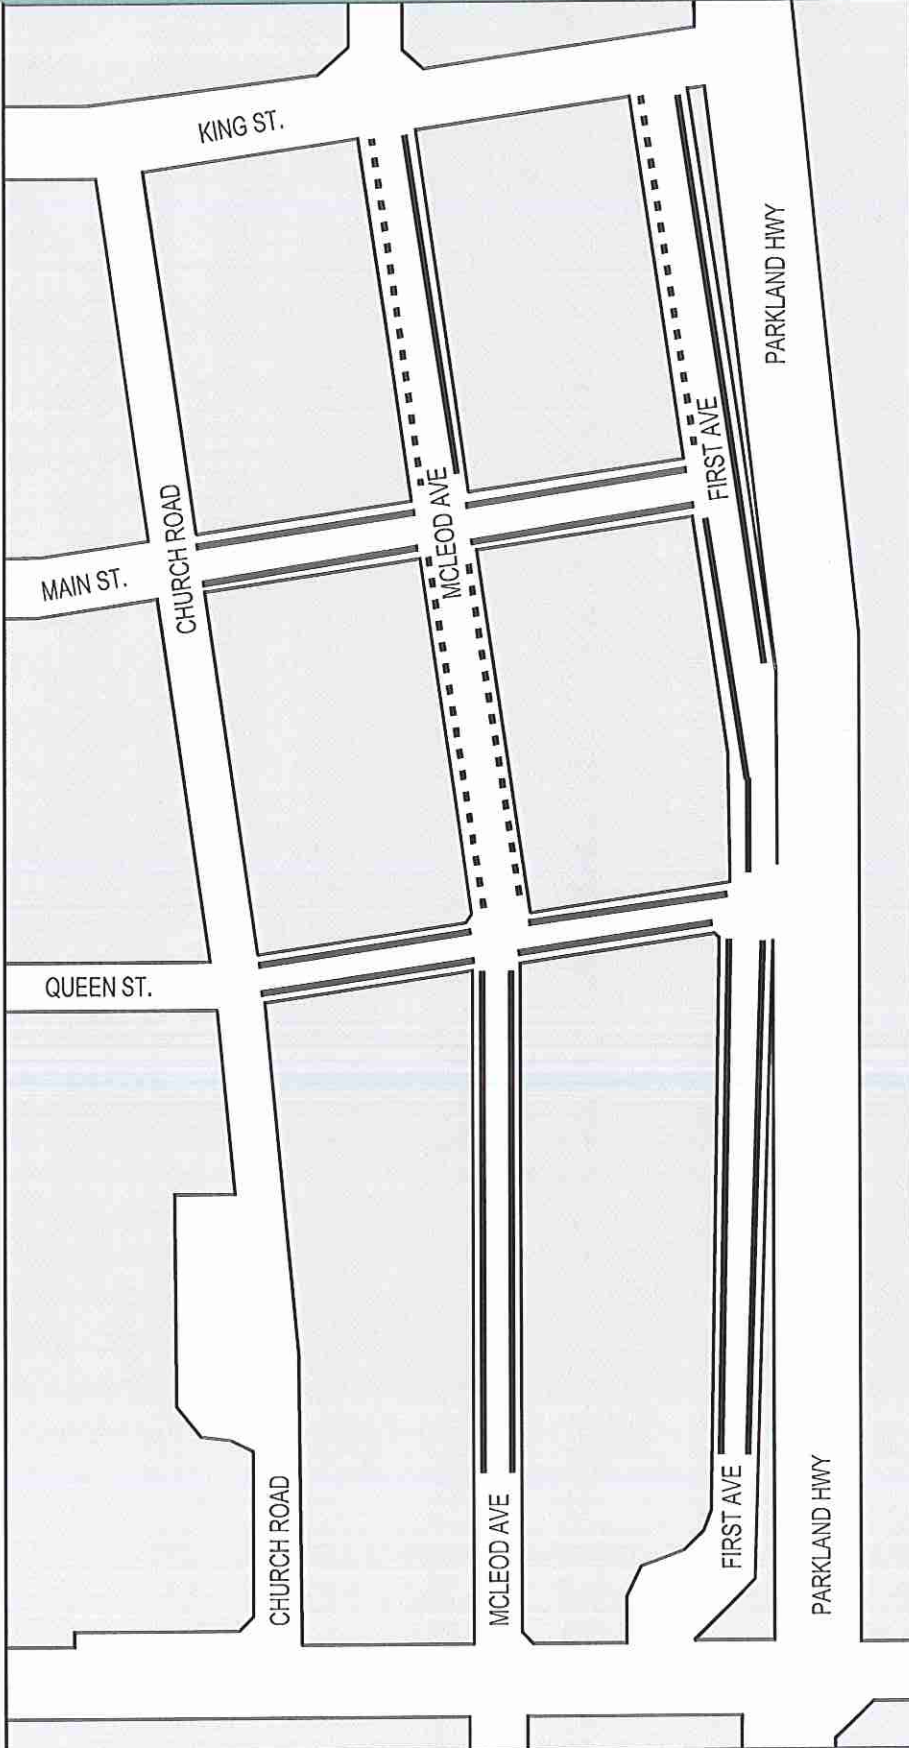 KING ST.
PARKLAND HWY
FIRST AVE
MCLEOD AVE
CHURCH ROAD
MAIN ST.
QUEEN ST.
CHURCH ROAD
MCLEOD AVE
FIRST AVE
PARKLAND HWY